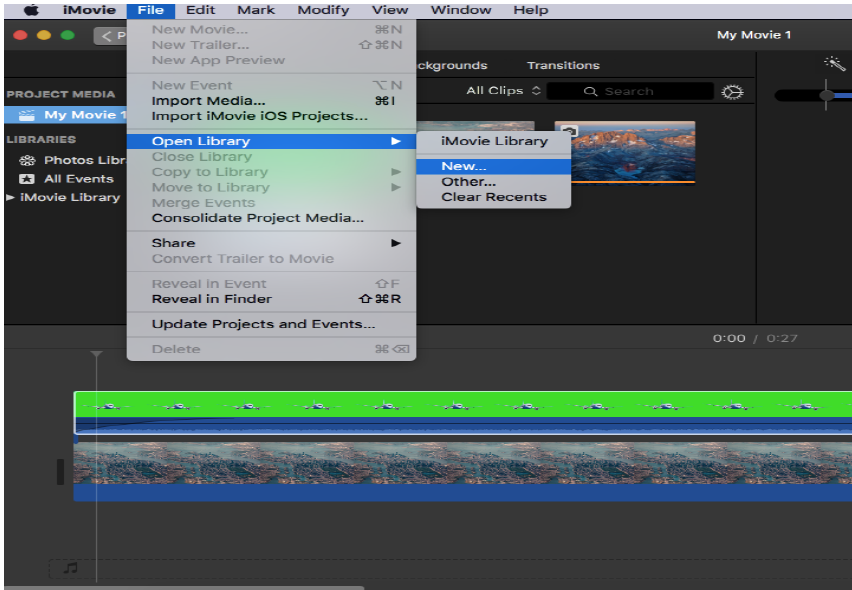 iMovie File Edit Mark Modify View Window Help
My Movie 1
New Movie... ⌘N
New Trailer... ⇧⌘N
New App Preview
New Event ⌥N
Import Media... ⌘I
Import iMovie iOS Projects...
Open Library
Close Library
Copy to Library
Move to Library
Merge Events
Consolidate Project Media...
Share
Convert Trailer to Movie
Reveal in Event ⇧F
Reveal in Finder ⇧⌘R
Update Projects and Events...
Delete ⌘⌫
iMovie Library
New...
Other...
Clear Recents
ckgrounds Transitions
All Clips Search
PROJECT MEDIA
My Movie 1
LIBRARIES
Photos Libr
All Events
iMovie Library
0:00 / 0:27